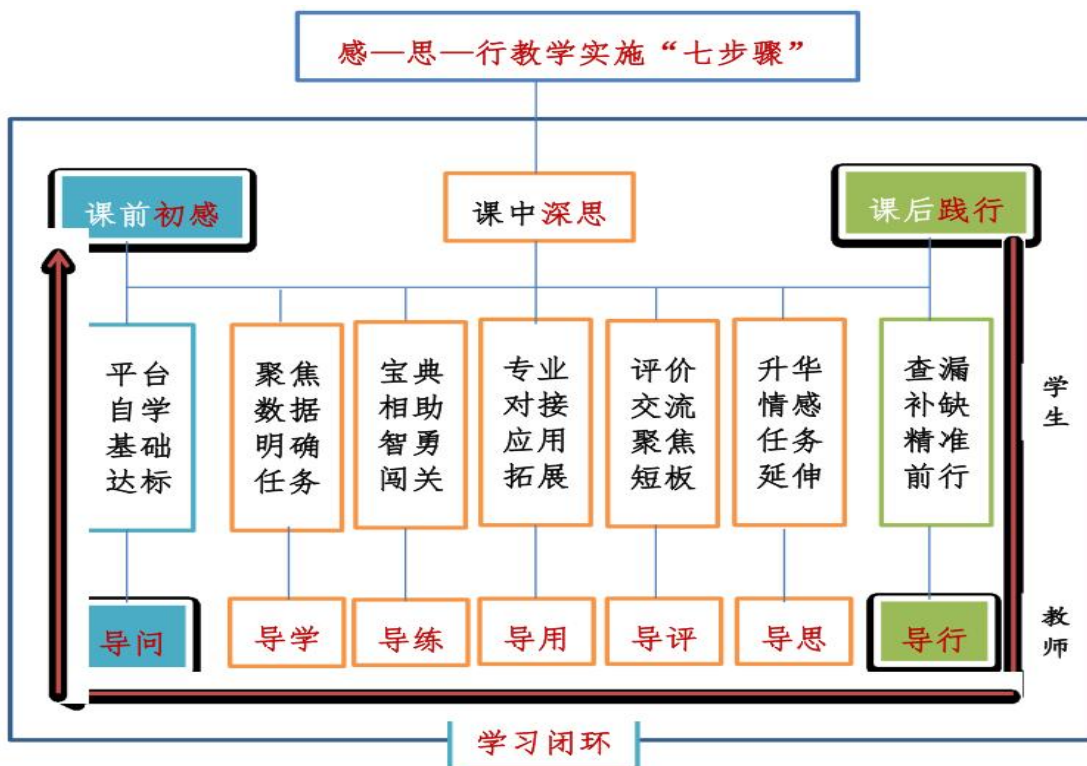 感—思—行教学实施“七步骤”
课前初感
课中深思
课后践行
平台
自学
基础
达标
聚焦
数据
明确
任务
宝典
相助
智勇
闯关
专业
对接
应用
拓展
评价
交流
聚焦
短板
升华
情感
任务
延伸
查漏
补缺
精准
前行
学
生
导问
导学
导练
导用
导评
导思
导行
教
师
学习闭环